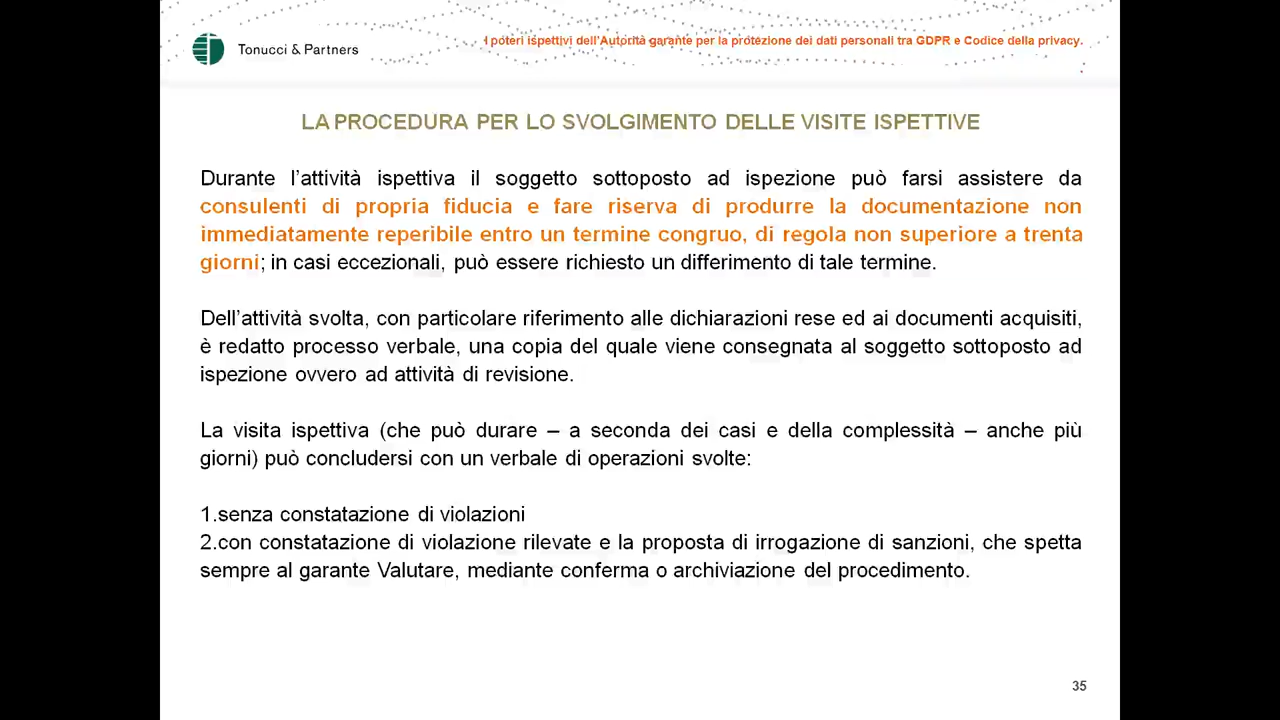 Tonucci & Partners
I poteri ispettivi dell'Autorità garante per la protezione dei dati personali tra GDPR e Codice della privacy.
LA PROCEDURA PER LO SVOLGIMENTO DELLE VISITE ISPETTIVE
Durante l'attività ispettiva il soggetto sottoposto ad ispezione può farsi assistere da
consulenti di propria fiducia e fare riserva di produrre la documentazione non
immediatamente reperibile entro un termine congruo, di regola non superiore a trenta
giorni; in casi eccezionali, può essere richiesto un differimento di tale termine.
Dell'attività svolta, con particolare riferimento alle dichiarazioni rese ed ai documenti acquisiti,
è redatto processo verbale, una copia del quale viene consegnata al soggetto sottoposto ad
ispezione ovvero ad attività di revisione.
La visita ispettiva (che può durare – a seconda dei casi e della complessità – anche più
giorni) può concludersi con un verbale di operazioni svolte:
1.senza constatazione di violazioni
2.con constatazione di violazione rilevate e la proposta di irrogazione di sanzioni, che spetta
sempre al garante Valutare, mediante conferma o archiviazione del procedimento.
35